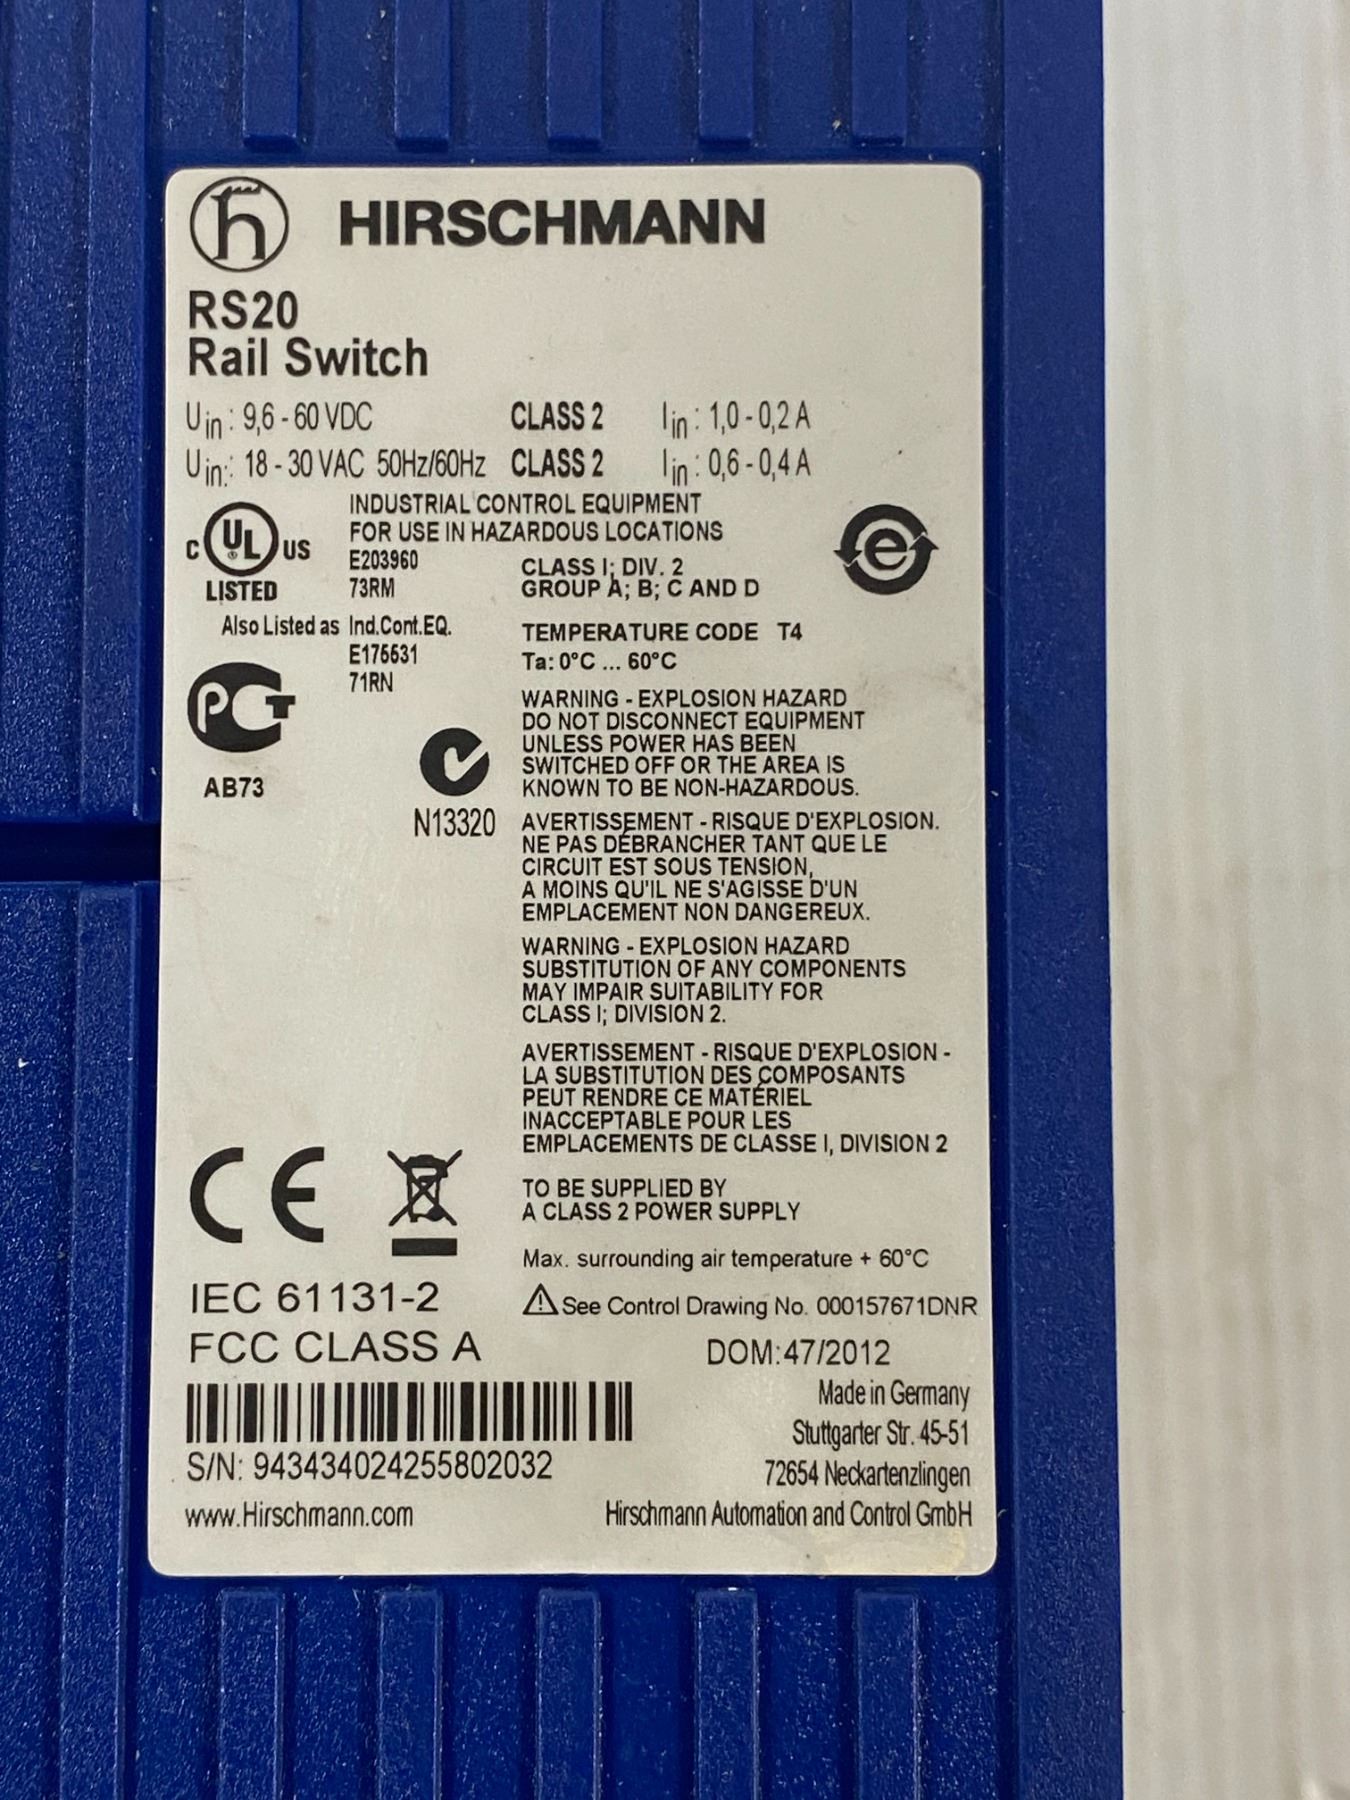 HIRSCHMANN
RS20
Rail Switch
Uin: 9,6 - 60 VDC CLASS 2 Iin: 1,0 - 0,2 A
Uin: 18 - 30 VAC 50Hz/60Hz CLASS 2 Iin: 0,6 - 0,4 A
INDUSTRIAL CONTROL EQUIPMENT
FOR USE IN HAZARDOUS LOCATIONS
C UL ® US
LISTED
E203960
73RM
CLASS I; DIV. 2
GROUP A; B; C AND D
e
Also Listed as Ind.Cont.EQ.
E175531
71RN
TEMPERATURE CODE T4
Ta: 0°C ... 60°C
PCT
AB73
N13320
WARNING - EXPLOSION HAZARD
DO NOT DISCONNECT EQUIPMENT
UNLESS POWER HAS BEEN
SWITCHED OFF OR THE AREA IS
KNOWN TO BE NON-HAZARDOUS.
AVERTISSEMENT - RISQUE D'EXPLOSION.
NE PAS DÉBRANCHER TANT QUE LE
CIRCUIT EST SOUS TENSION,
A MOINS QU'IL NE S'AGISSE D'UN
EMPLACEMENT NON DANGEREUX.
WARNING - EXPLOSION HAZARD
SUBSTITUTION OF ANY COMPONENTS
MAY IMPAIR SUITABILITY FOR
CLASS I; DIVISION 2.
AVERTISSEMENT - RISQUE D'EXPLOSION -
LA SUBSTITUTION DES COMPOSANTS
PEUT RENDRE CE MATÉRIEL
INACCEPTABLE POUR LES
EMPLACEMENTS DE CLASSE I, DIVISION 2
CE
TO BE SUPPLIED BY
A CLASS 2 POWER SUPPLY
Max. surrounding air temperature + 60°C
IEC 61131-2
FCC CLASS A
See Control Drawing No. 000157671DNR
DOM:47/2012
Made in Germany
Stuttgarter Str. 45-51
72654 Neckartenzlingen
Hirschmann Automation and Control GmbH
S/N: 943434024255802032
www.Hirschmann.com